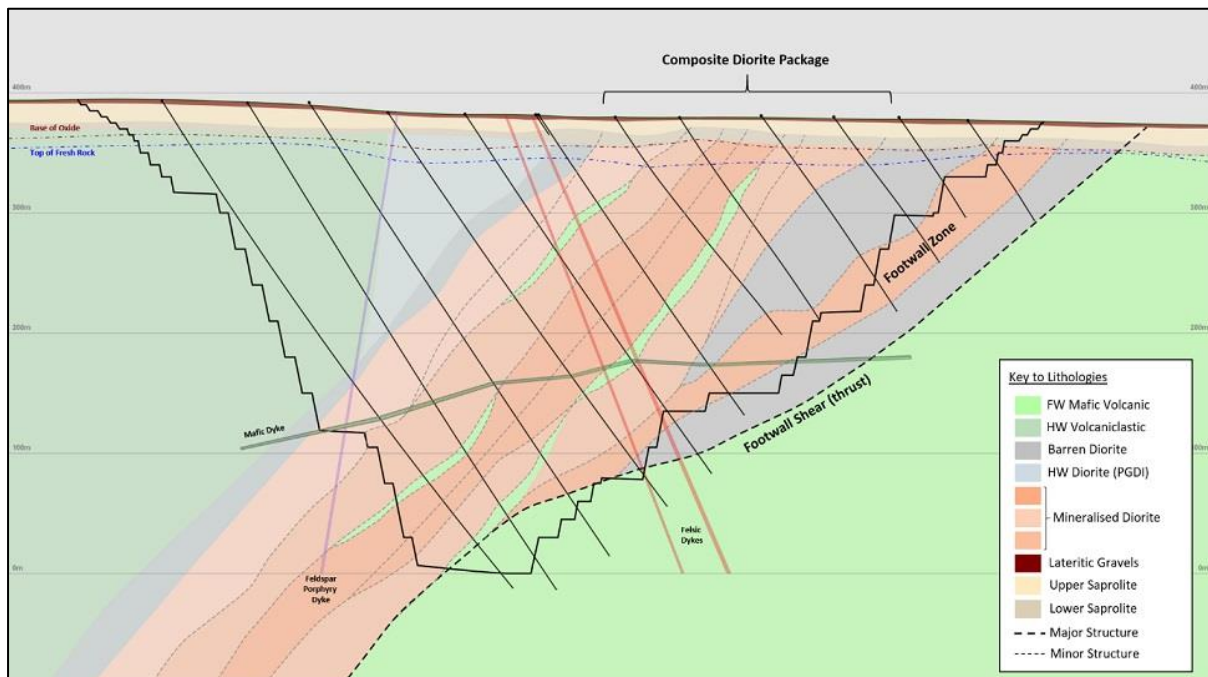 Composite Diorite Package
400m
400m
Base of Oxide
Top of Fresh Rock
300m
300m
Footwall Zone
200m
200m
Footwall Shear (thrust)
Mafic Dyke
100m
100m
Felsic
Dykes
0m
0m
Feldspar
Porphyry
Dyke
Key to Lithologies
FW Mafic Volcanic
HW Volcaniclastic
Barren Diorite
HW Diorite (PGDI)
Mineralised Diorite
Lateritic Gravels
Upper Saprolite
Lower Saprolite
Major Structure
Minor Structure